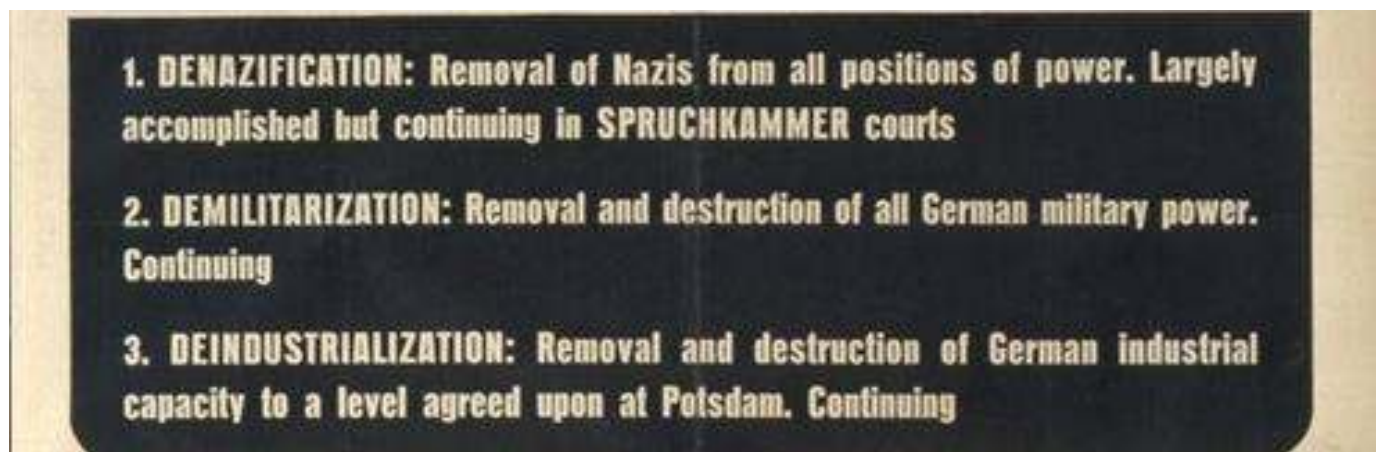 1. DENAZIFICATION: Removal of Nazis from all positions of power. Largely
accomplished but continuing in SPRUCHKAMMER courts
2. DEMILITARIZATION: Removal and destruction of all German military power.
Continuing
3. DEINDUSTRIALIZATION: Removal and destruction of German industrial
capacity to a level agreed upon at Potsdam. Continuing